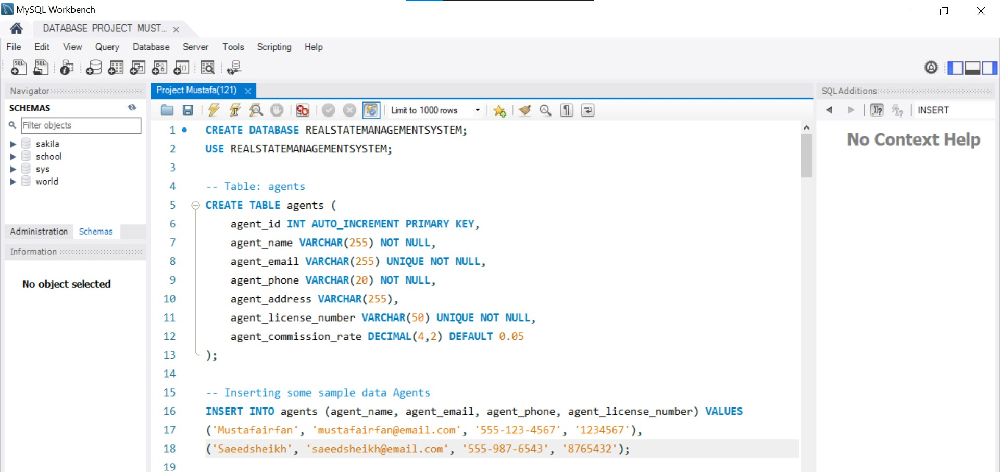 MySQL Workbench
DATABASE PROJECT MUST...
File Edit View Query Database Server Tools Scripting Help
Navigator
SCHEMAS
Filter objects
sakila
school
sys
world
Administration Schemas
Information
No object selected
Project Mustafa(121)
Limit to 1000 rows
1 CREATE DATABASE REALSTATEMANAGEMENTSYSTEM;
2 USE REALSTATEMANAGEMENTSYSTEM;
3
4 -- Table: agents
5 CREATE TABLE agents (
6 agent_id INT AUTO_INCREMENT PRIMARY KEY,
7 agent_name VARCHAR(255) NOT NULL,
8 agent_email VARCHAR(255) UNIQUE NOT NULL,
9 agent_phone VARCHAR(20) NOT NULL,
10 agent_address VARCHAR(255),
11 agent_license_number VARCHAR(50) UNIQUE NOT NULL,
12 agent_commission_rate DECIMAL(4,2) DEFAULT 0.05
13 );
14
15 -- Inserting some sample data Agents
16 INSERT INTO agents (agent_name, agent_email, agent_phone, agent_license_number) VALUES
17 ('Mustafairfan', 'mustafairfan@email.com', '555-123-4567', '1234567'),
18 ('Saeedsheikh', 'saeedsheikh@email.com', '555-987-6543', '8765432');
19
SQLAdditions
INSERT
No Context Help